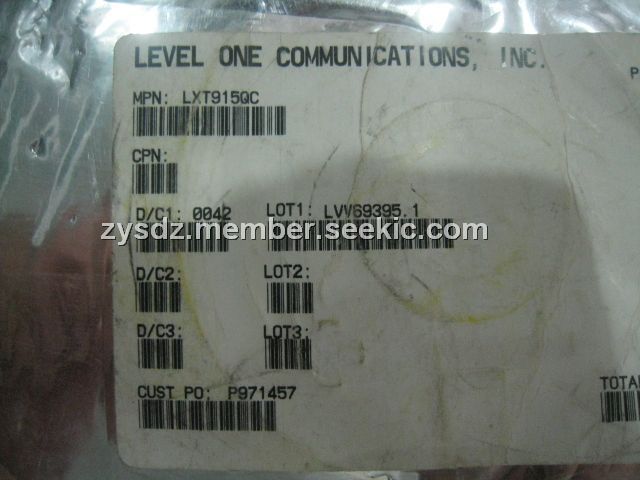 LEVEL ONE COMMUNICATIONS, INC.
P
MPN: LXT915QC
CPN:
D/C1: 0042 LOT1: LVV69395.1
zysdz.member.seekic.com
D/C2: LOT2:
D/C3: LOT3:
CUST PO: P971457
TOTA